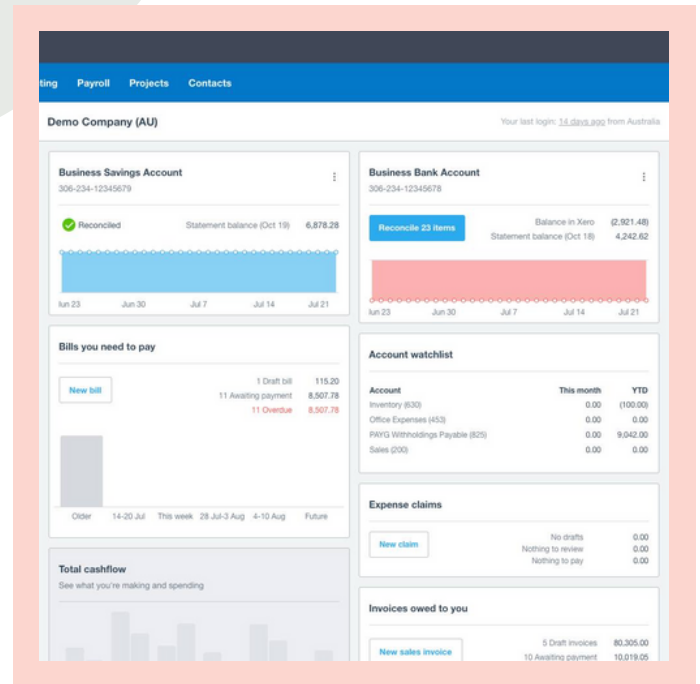 ting Payroll Projects Contacts
Demo Company (AU)
Your last login: 14 days ago from Australia
Business Savings Account
306-234-12345679
Reconciled
Statement balance (Oct 19) 6,878.28
Jun 23 Jun 30 Jul 7 Jul 14 Jul 21
Business Bank Account
306-234-12345678
Reconcile 23 items
Balance in Xero (2,921.48)
Statement balance (Oct 18) 4,242.62
Jun 23 Jun 30 Jul 7 Jul 14 Jul 21
Bills you need to pay
New bill
1 Draft bill 115.20
11 Awaiting payment 8,507.78
11 Overdue 8,507.78
Older 14-20 Jul This week 28 Jul-3 Aug 4-10 Aug Future
Account watchlist
Account This month YTD
Inventory (630) 0.00 (100.00)
Office Expenses (453) 0.00 0.00
PAYG Withholdings Payable (825) 0.00 9,042.00
Sales (200) 0.00 0.00
Expense claims
New claim
No drafts 0.00
Nothing to review 0.00
Nothing to pay 0.00
Total cashflow
See what you're making and spending
Invoices owed to you
New sales invoice
5 Draft invoices 80,305.00
10 Awaiting payment 10,019.05